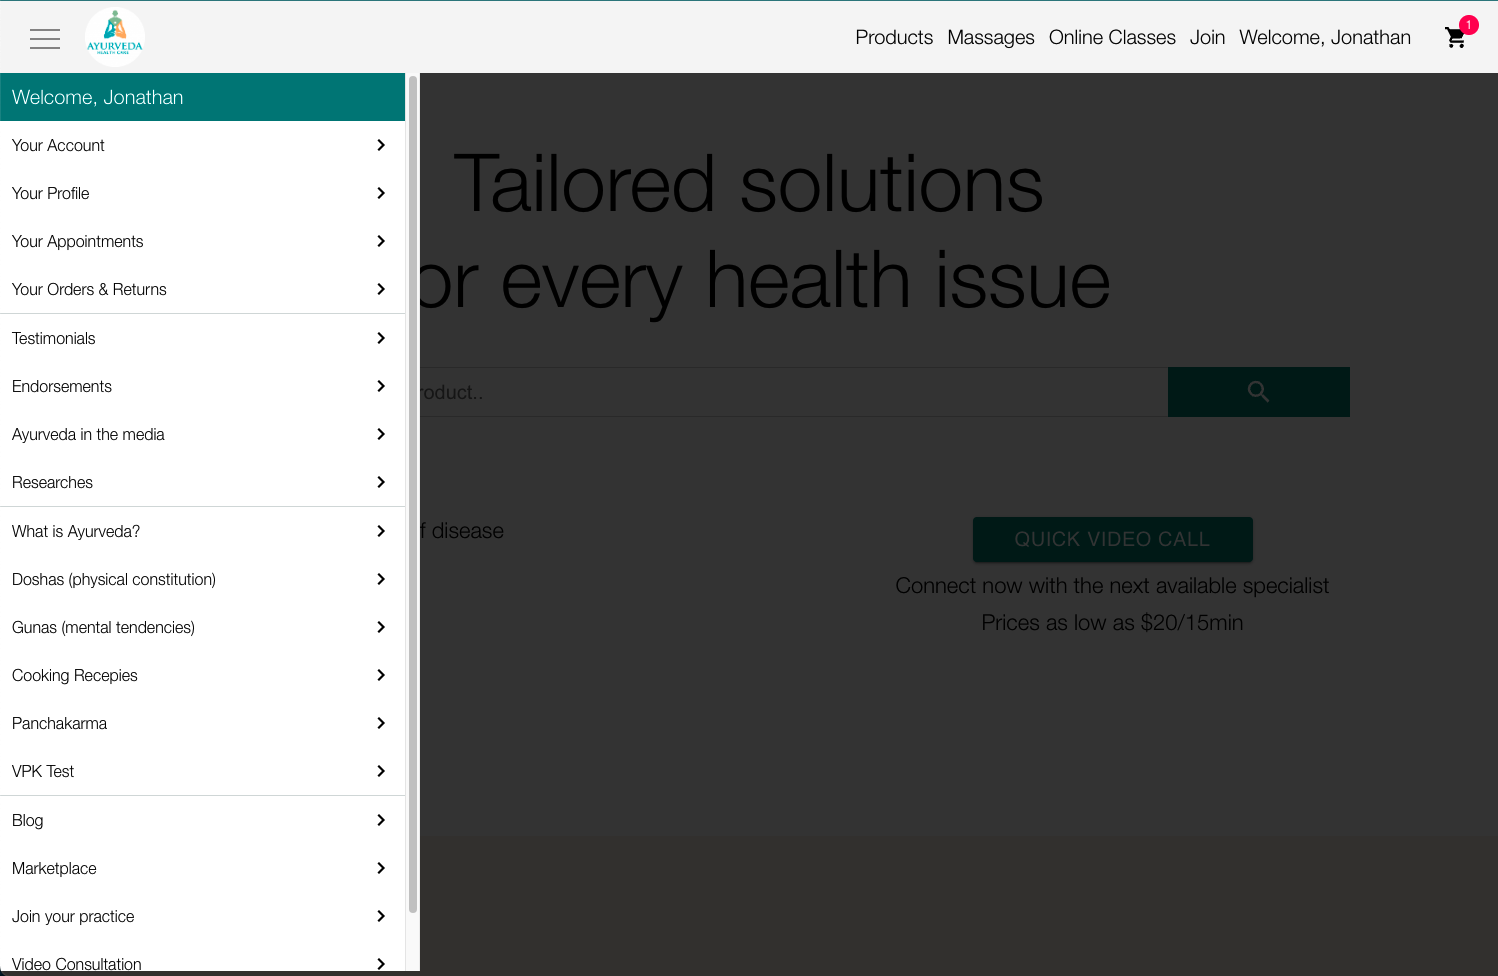 AYURVEDA
HEALTH CARE
Products Massages Online Classes Join Welcome, Jonathan 1
Welcome, Jonathan
Your Account
Your Profile
Your Appointments
Your Orders & Returns
Testimonials
Endorsements
Ayurveda in the media
Researches
What is Ayurveda?
Doshas (physical constitution)
Gunas (mental tendencies)
Cooking Recepies
Panchakarma
VPK Test
Blog
Marketplace
Join your practice
Video Consultation
Tailored solutions
or every health issue
roduct..
f disease
QUICK VIDEO CALL
Connect now with the next available specialist
Prices as low as $20/15min